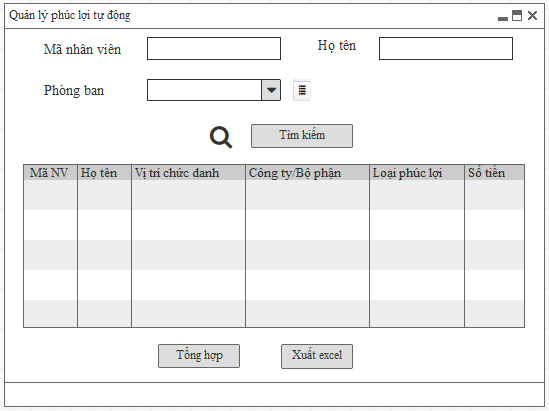 Quản lý phúc lợi tự động
Mã nhân viên
Họ tên
Phòng ban
Tìm kiếm
Mã NV Họ tên Vị trí chức danh Công ty/Bộ phận Loại phúc lợi Số tiền
Tổng hợp Xuất excel